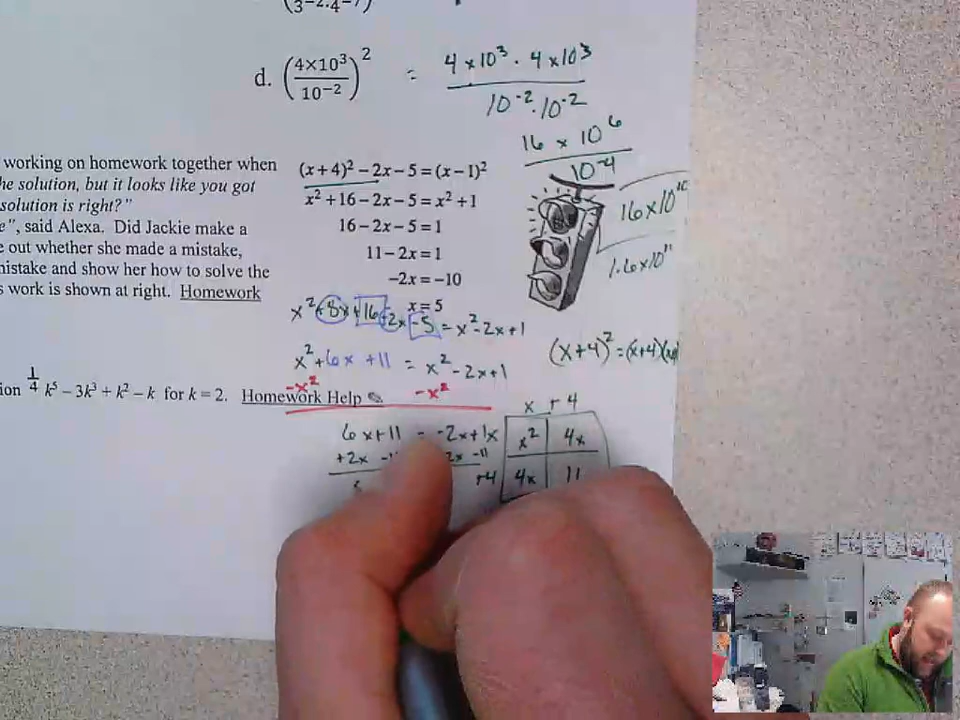 d. (4×10³ / 10⁻²)² = 4×10³ · 4×10³ / 10⁻² · 10⁻²
16 × 10⁶ / 10⁻⁴
16×10¹⁰
1.6×10¹¹
working on homework together when
he solution, but it looks like you got
solution is right?"
e", said Alexa. Did Jackie make a
e out whether she made a mistake,
nistake and show her how to solve the
s work is shown at right. Homework
(x+4)² − 2x − 5 = (x−1)²
x² + 16 − 2x − 5 = x² + 1
16 − 2x − 5 = 1
11 − 2x = 1
−2x = −10
x = 5
x² + 8x + 16 - 2x - 5 = x² - 2x + 1
(x+4)² = (x+4)(x+4)
x² + 6x + 11 = x² - 2x + 1
-x² -x²
ion 1/4 k⁵ − 3k³ + k² − k for k = 2. Homework Help ✎
x + 4
6x+11 = -2x+1
x² 4x
+2x
+4 4x